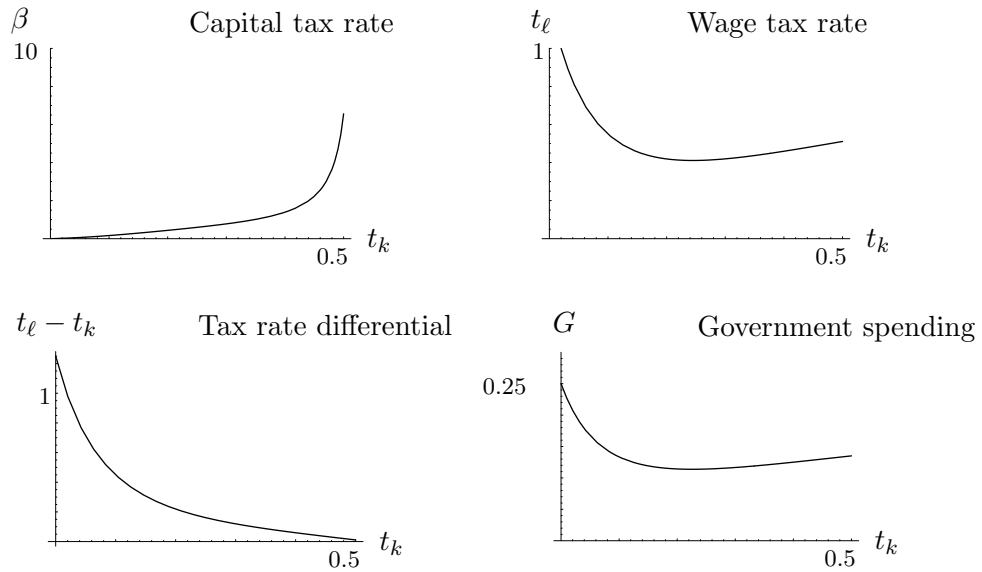 β
Capital tax rate
10
0.5
t_k
t_ℓ
Wage tax rate
1
0.5
t_k
t_ℓ − t_k
Tax rate differential
1
0.5
t_k
G
Government spending
0.25
0.5
t_k